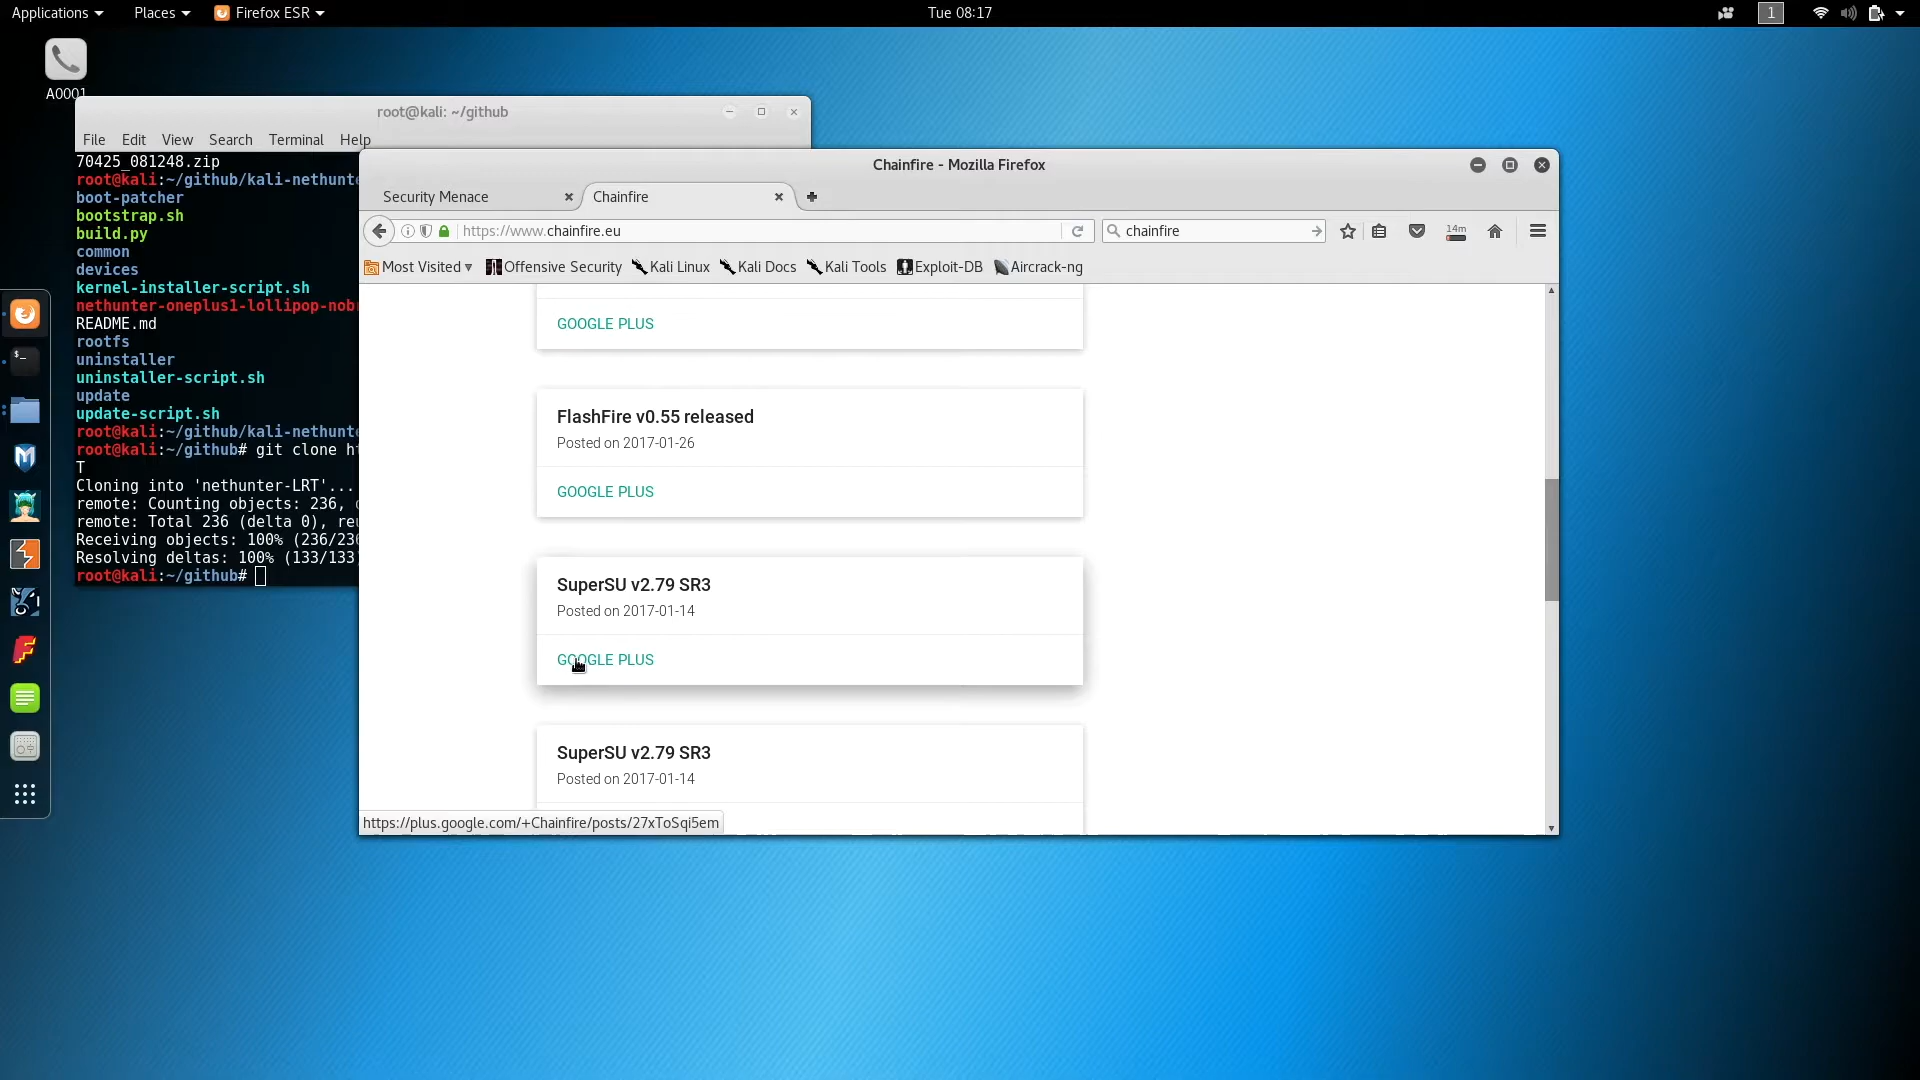 Applications
Places
Firefox ESR
Tue 08:17
1
A0001
root@kali: ~/github
File Edit View Search Terminal Help
70425_081248.zip
root@kali:~/github/kali-nethunte
boot-patcher
bootstrap.sh
build.py
common
devices
kernel-installer-script.sh
nethunter-oneplus1-lollipop-nob
README.md
rootfs
uninstaller
uninstaller-script.sh
update
update-script.sh
root@kali:~/github/kali-nethunte
root@kali:~/github# git clone ht
T
Cloning into 'nethunter-LRT'...
remote: Counting objects: 236,
remote: Total 236 (delta 0), reu
Receiving objects: 100% (236/236
Resolving deltas: 100% (133/133)
root@kali:~/github#
Chainfire - Mozilla Firefox
Security Menace
Chainfire
https://www.chainfire.eu
chainfire
14m
Most Visited
Offensive Security
Kali Linux
Kali Docs
Kali Tools
Exploit-DB
Aircrack-ng
GOOGLE PLUS
FlashFire v0.55 released
Posted on 2017-01-26
GOOGLE PLUS
SuperSU v2.79 SR3
Posted on 2017-01-14
GOOGLE PLUS
SuperSU v2.79 SR3
Posted on 2017-01-14
https://plus.google.com/+Chainfire/posts/27xToSqi5em